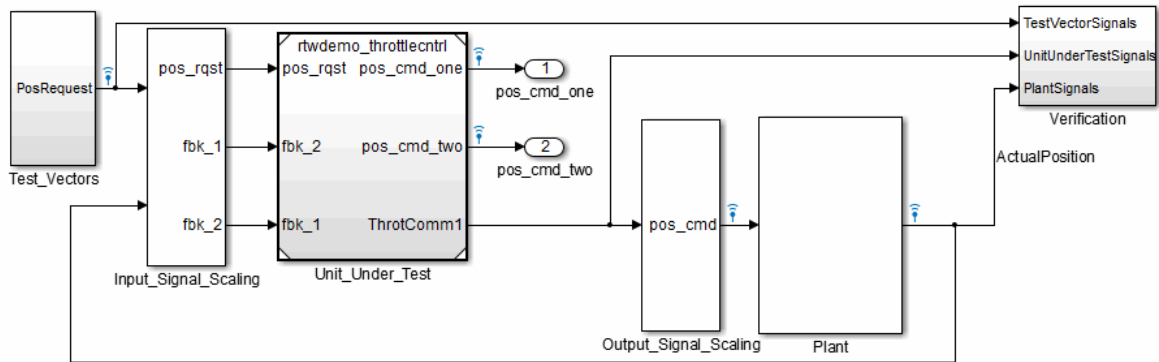 PosRequest
Test_Vectors
pos_rqst
fbk_1
fbk_2
Input_Signal_Scaling
rtwdemo_throttlecntrl
pos_rqst pos_cmd_one
fbk_2 pos_cmd_two
fbk_1 ThrotComm1
Unit_Under_Test
1
pos_cmd_one
2
pos_cmd_two
pos_cmd
Output_Signal_Scaling
Plant
ActualPosition
TestVectorSignals
UnitUnderTestSignals
PlantSignals
Verification